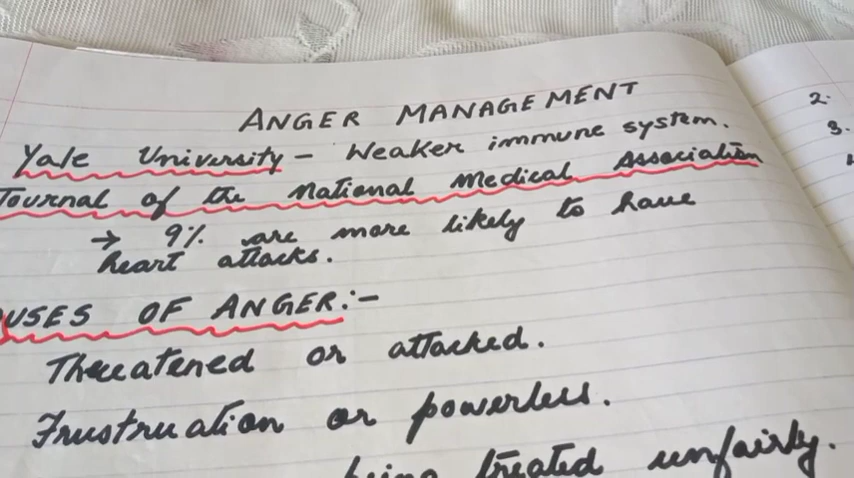 ANGER MANAGEMENT
Yale University – Weaker immune system.
Journal of the National Medical Association
→ 9% are more likely to have
heart attacks.
USES OF ANGER:-
Threatened or attacked.
Frustration or powerless.
being treated unfairly.
2.
3.